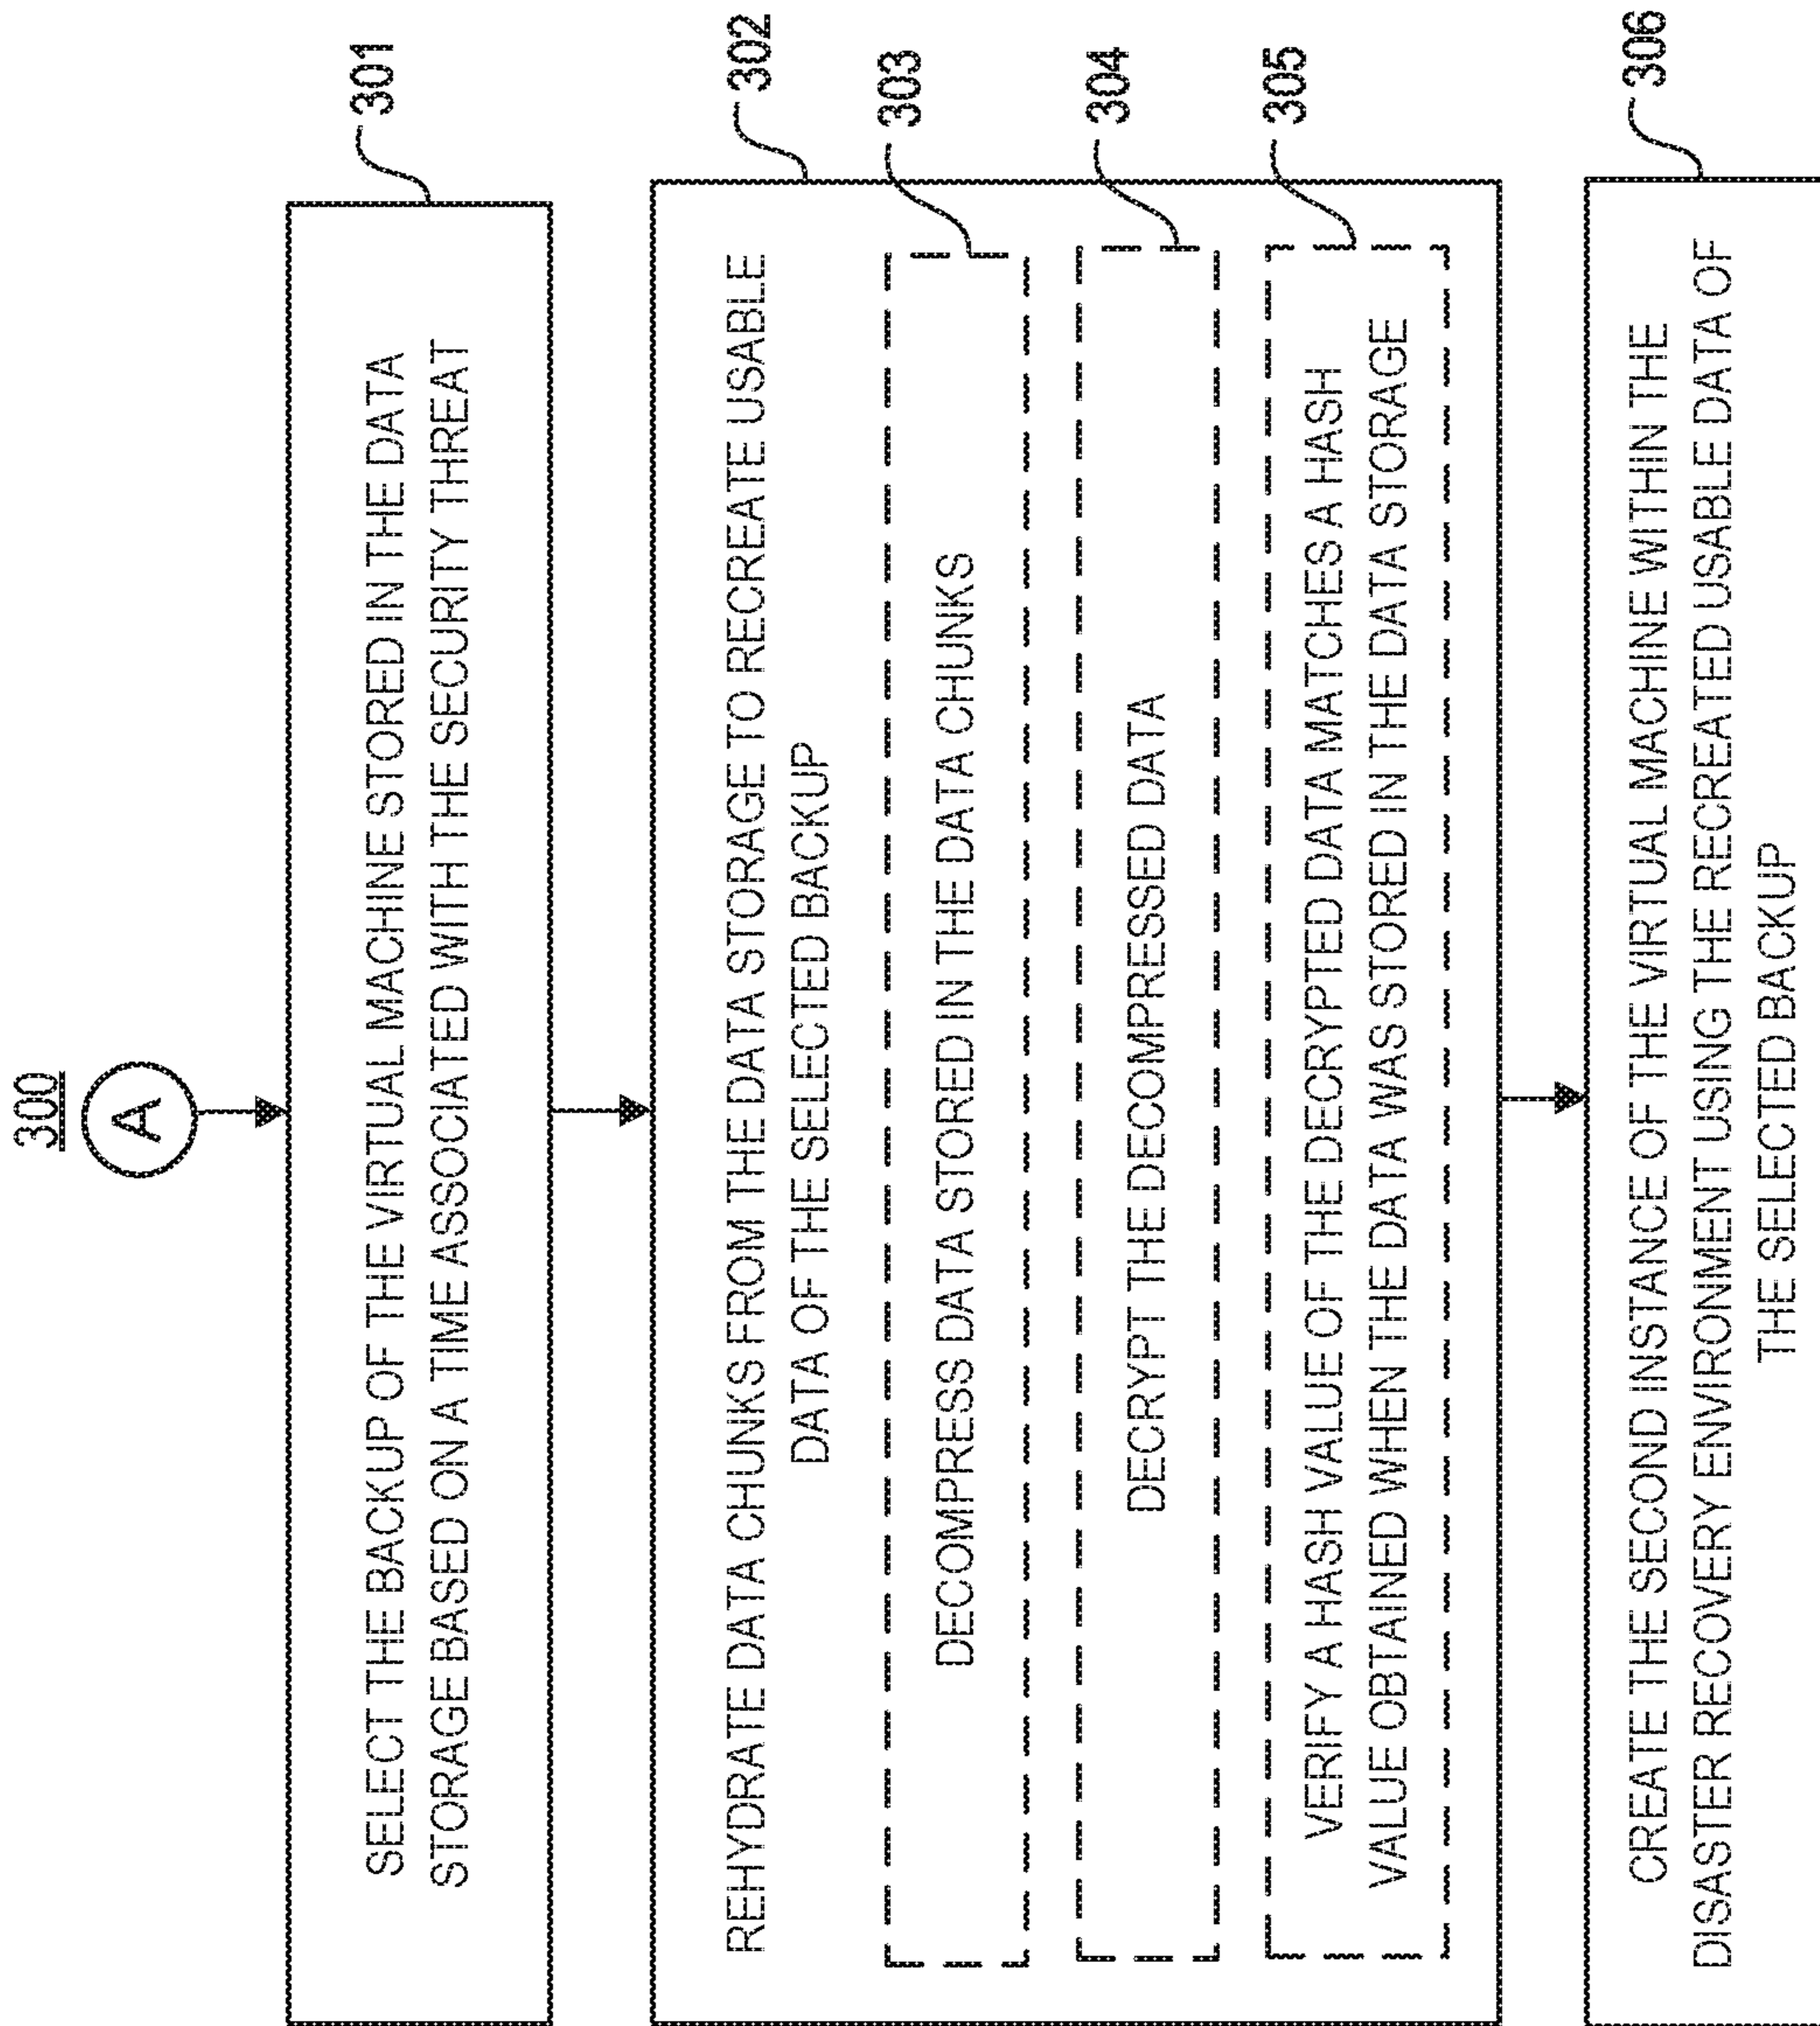 300
A
SELECT THE BACKUP OF THE VIRTUAL MACHINE STORED IN THE DATA
STORAGE BASED ON A TIME ASSOCIATED WITH THE SECURITY THREAT
301
REHYDRATE DATA CHUNKS FROM THE DATA STORAGE TO RECREATE USABLE
DATA OF THE SELECTED BACKUP
302
DECOMPRESS DATA STORED IN THE DATA CHUNKS
303
DECRYPT THE DECOMPRESSED DATA
304
VERIFY A HASH VALUE OF THE DECRYPTED DATA MATCHES A HASH
VALUE OBTAINED WHEN THE DATA WAS STORED IN THE DATA STORAGE
305
CREATE THE SECOND INSTANCE OF THE VIRTUAL MACHINE WITHIN THE
DISASTER RECOVERY ENVIRONMENT USING THE RECREATED USABLE DATA OF
THE SELECTED BACKUP
306